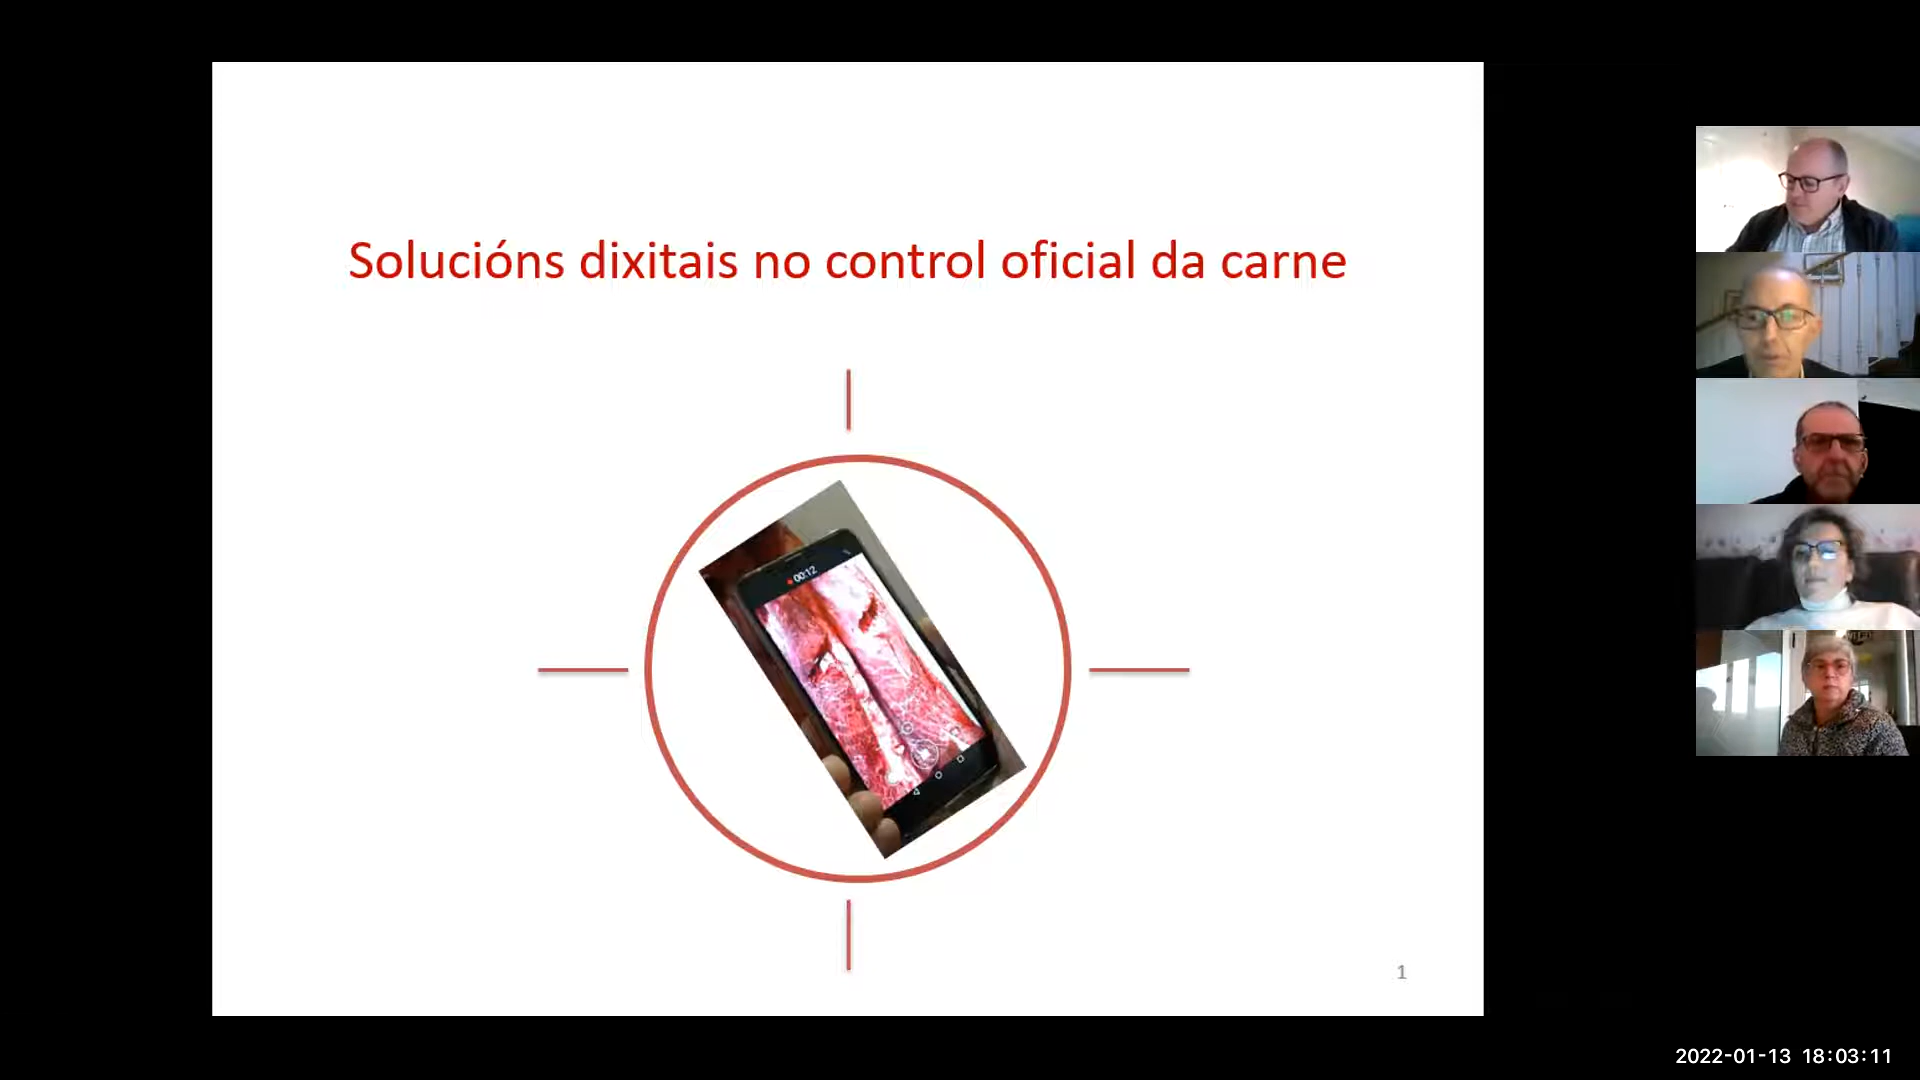 Solucións dixitais no control oficial da carne
00:12
1
2022-01-13 18:03:11